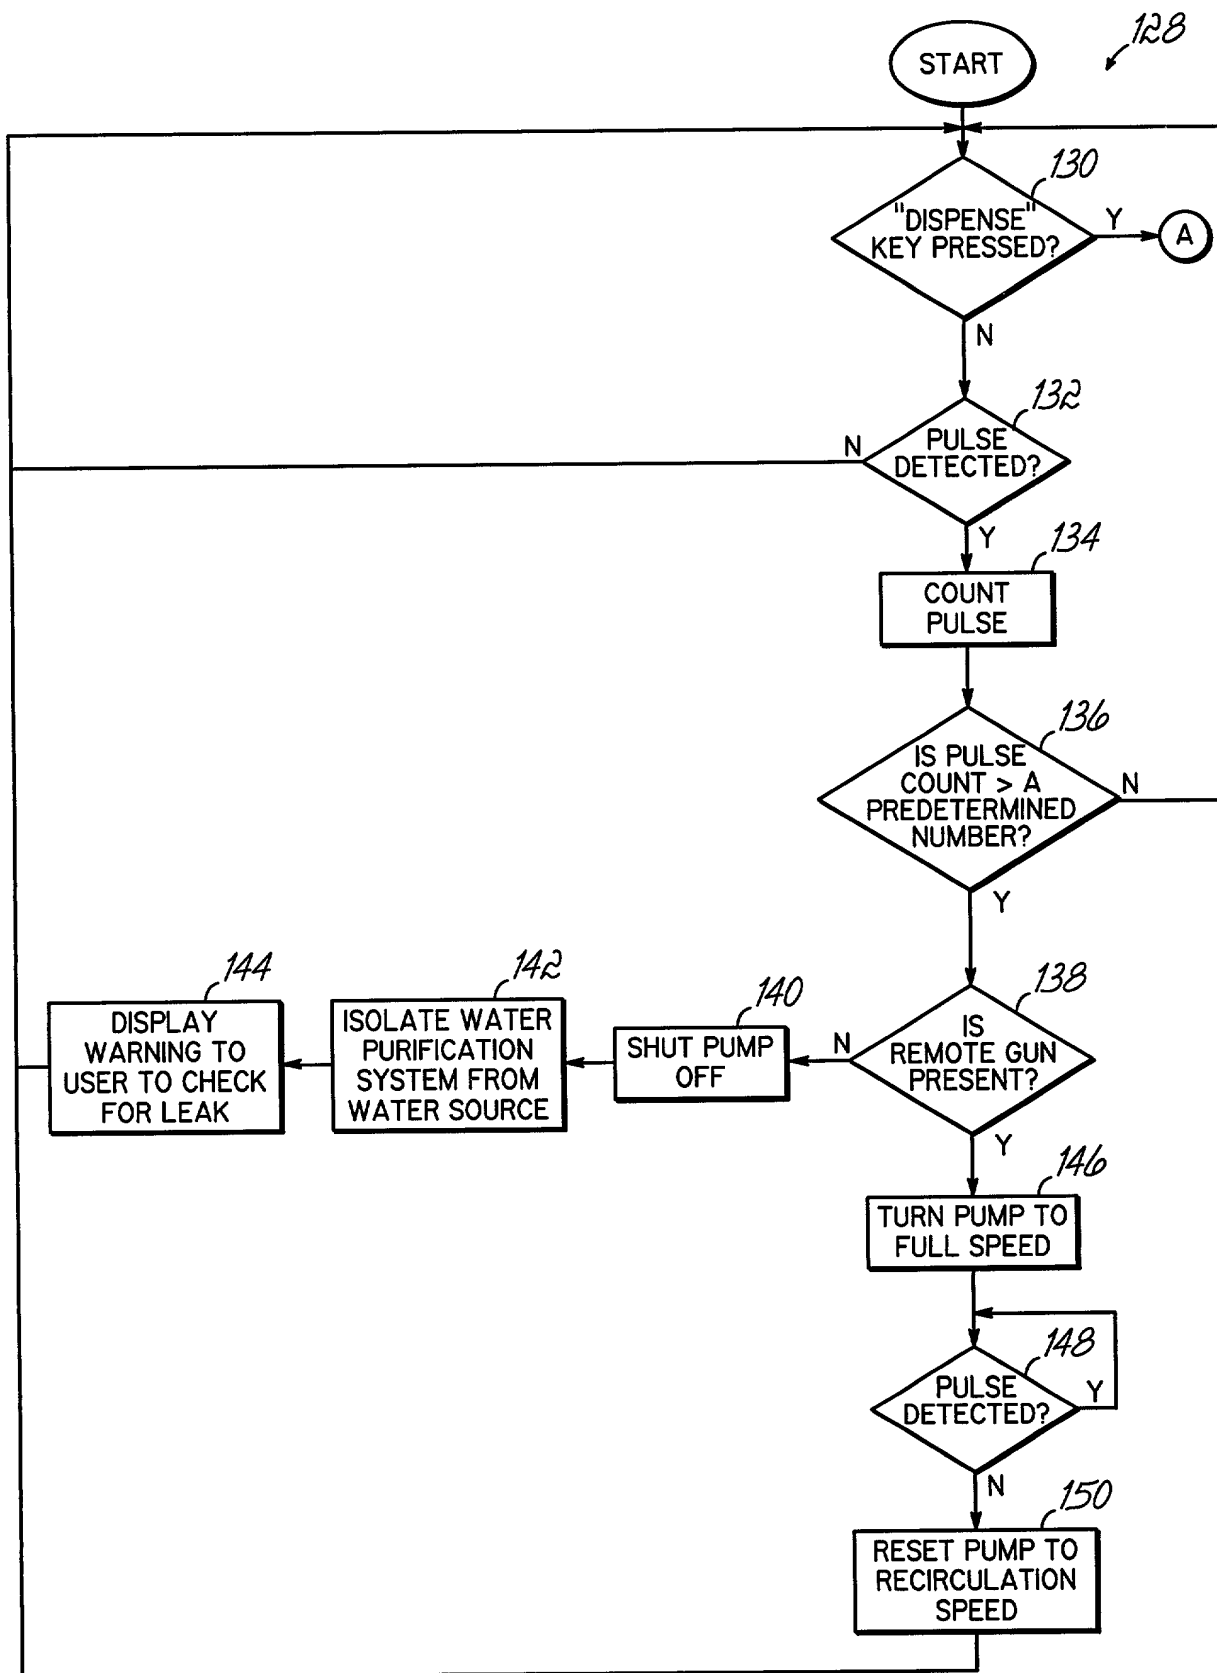 128
START
130
"DISPENSE"
KEY PRESSED?
Y
A
N
132
PULSE
DETECTED?
N
Y
134
COUNT
PULSE
136
IS PULSE
COUNT > A
PREDETERMINED
NUMBER?
N
Y
138
IS
REMOTE GUN
PRESENT?
N
140
SHUT PUMP
OFF
142
ISOLATE WATER
PURIFICATION
SYSTEM FROM
WATER SOURCE
144
DISPLAY
WARNING TO
USER TO CHECK
FOR LEAK
Y
146
TURN PUMP TO
FULL SPEED
148
PULSE
DETECTED?
Y
N
150
RESET PUMP TO
RECIRCULATION
SPEED